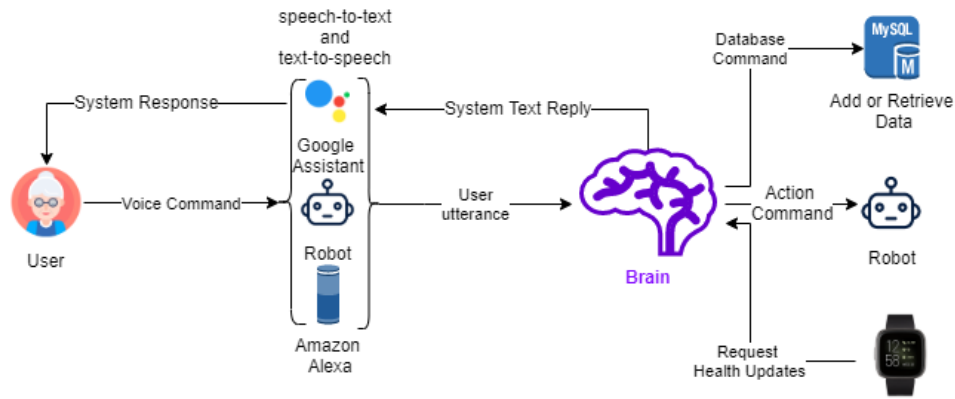 speech-to-text
and
text-to-speech
System Response
Google
Assistant
Voice Command
User
Robot
Amazon
Alexa
System Text Reply
User
utterance
Brain
Database
Command
MySQL
M
Add or Retrieve
Data
Action
Command
Robot
Request
Health Updates
12
58